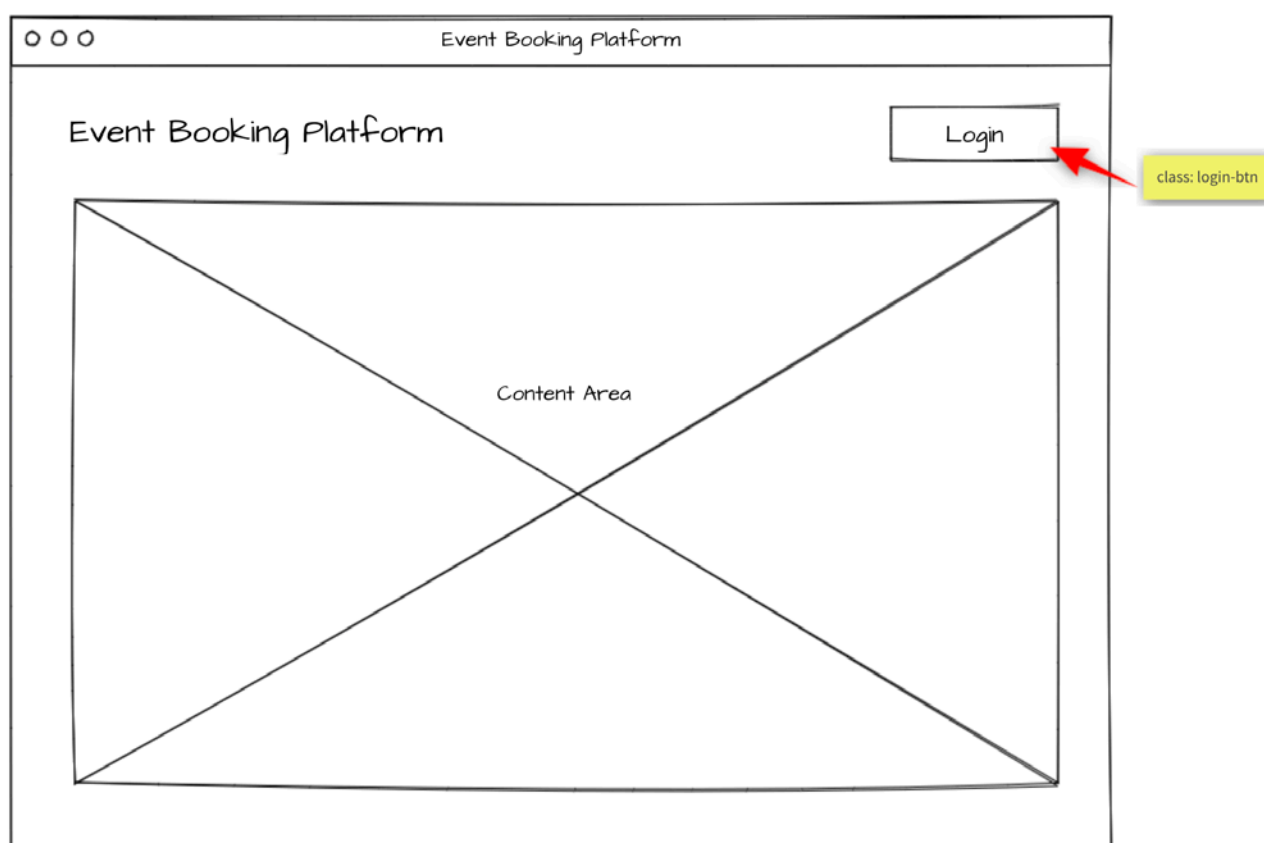 Event Booking Platform
Event Booking Platform
Login
class: login-btn
Content Area